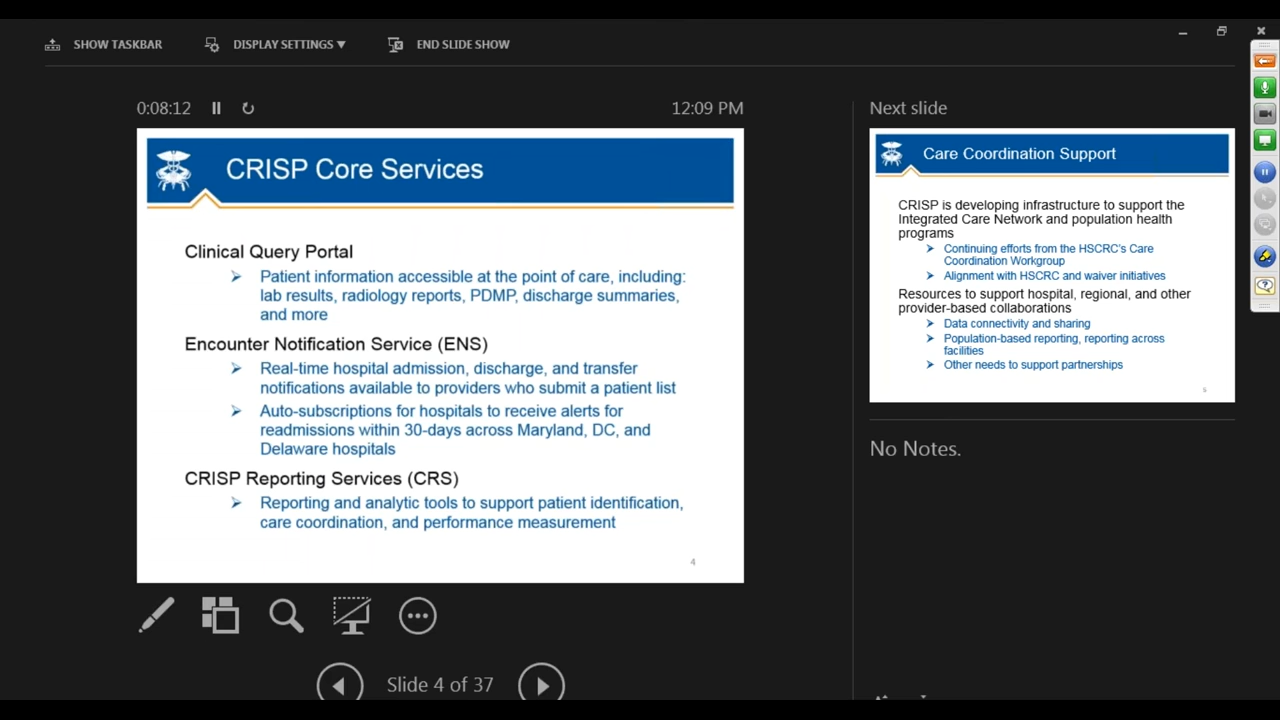 SHOW TASKBAR
DISPLAY SETTINGS ▼
END SLIDE SHOW
0:08:12
12:09 PM
CRISP Core Services
Clinical Query Portal
➢ Patient information accessible at the point of care, including:
lab results, radiology reports, PDMP, discharge summaries,
and more
Encounter Notification Service (ENS)
➢ Real-time hospital admission, discharge, and transfer
notifications available to providers who submit a patient list
➢ Auto-subscriptions for hospitals to receive alerts for
readmissions within 30-days across Maryland, DC, and
Delaware hospitals
CRISP Reporting Services (CRS)
➢ Reporting and analytic tools to support patient identification,
care coordination, and performance measurement
4
Slide 4 of 37
Next slide
Care Coordination Support
CRISP is developing infrastructure to support the
Integrated Care Network and population health
programs
➢ Continuing efforts from the HSCRC's Care
Coordination Workgroup
➢ Alignment with HSCRC and waiver initiatives
Resources to support hospital, regional, and other
provider-based collaborations
➢ Data connectivity and sharing
➢ Population-based reporting, reporting across
facilities
➢ Other needs to support partnerships
5
No Notes.